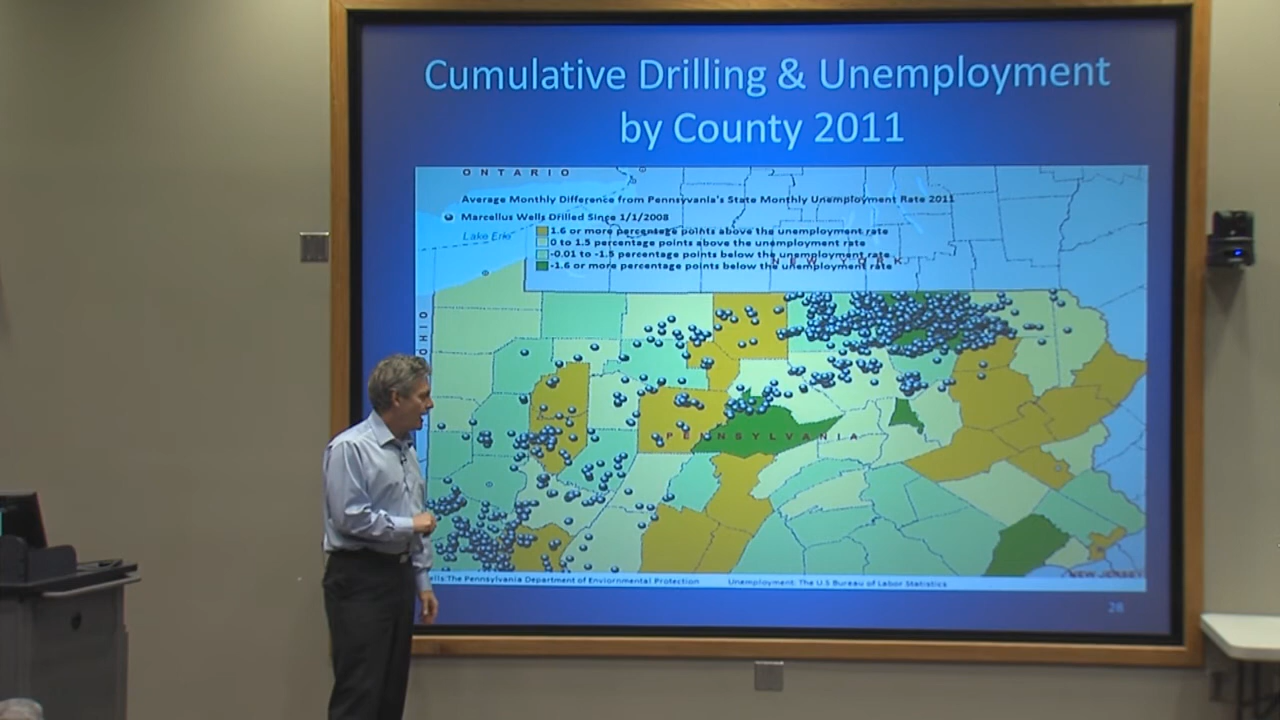 Cumulative Drilling & Unemployment
by County 2011
ONTARIO
Average Monthly Difference from Pennsyvania's State Monthly Unemployment Rate 2011
Marcellus Wells Drilled Since 1/1/2008
Lake Erie
1.6 or more percentage points above the unemployment rate
0 to 1.5 percentage points above the unemployment rate
-0.01 to -1.5 percentage points below the unemployment rate
-1.6 or more percentage points below the unemployment rate
NEW YORK
OHIO
PENNSYLVANIA
NEW JERSEY
The Pennsylvania Department of Enviornmental Protection
Unemployment: The U.S Bureau of Labor Statistics
28